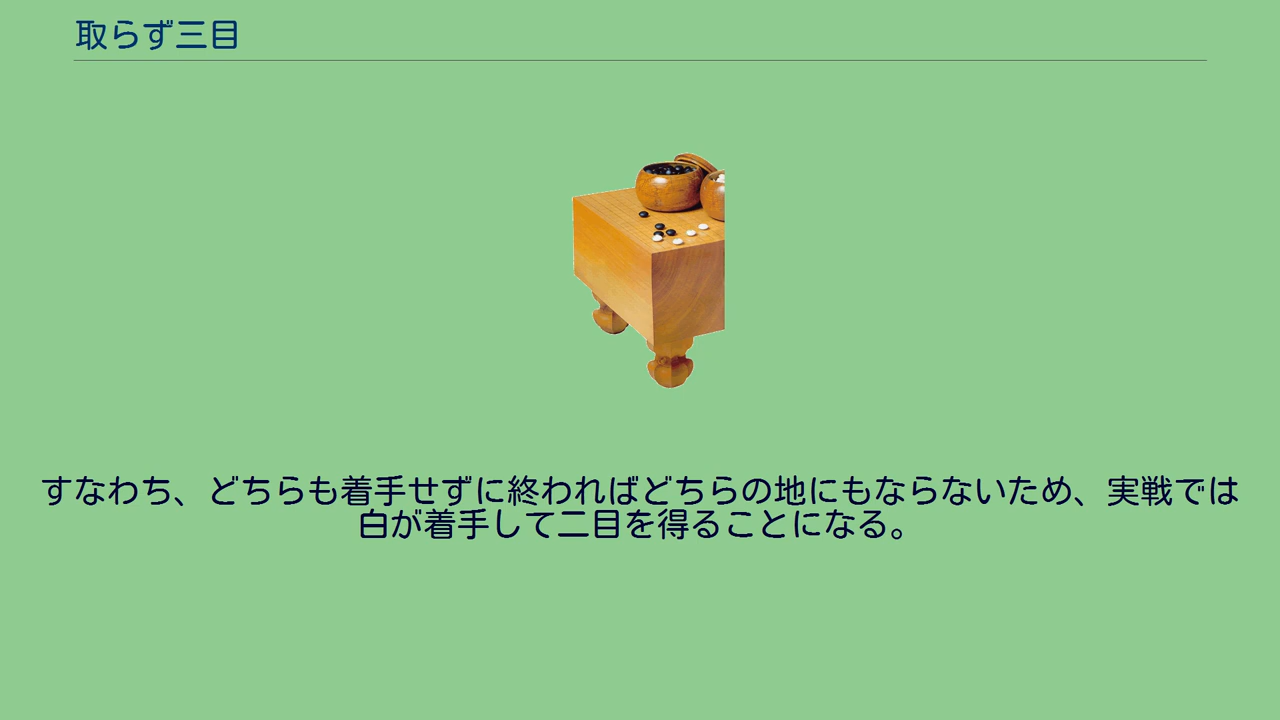 取らず三目
すなわち、どちらも着手せずに終わればどちらの地にもならないため、実戦では
白が着手して二目を得ることになる。